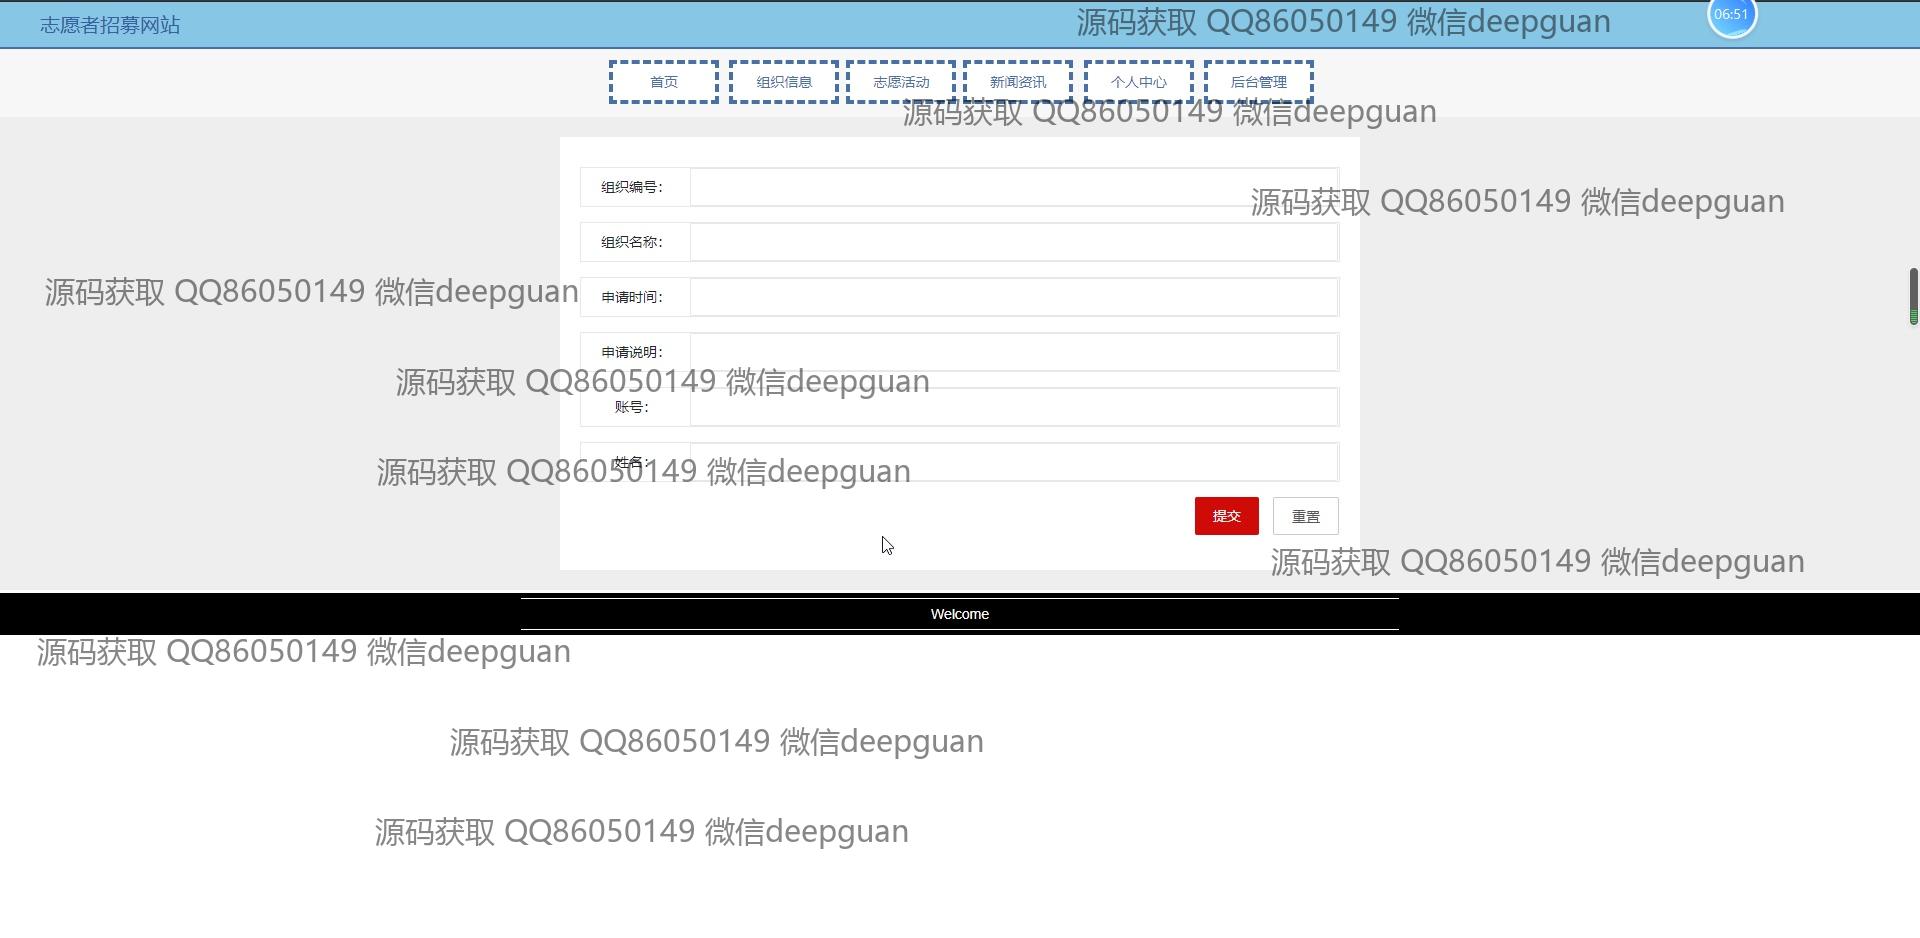 志愿者招募网站
源码获取 QQ86050149 微信deepguan
06:51
首页
组织信息
志愿活动
新闻资讯
个人中心
后台管理
源码获取 QQ86050149 微信deepguan
组织编号:
源码获取 QQ86050149 微信deepguan
组织名称:
源码获取 QQ86050149 微信deepguan
申请时间:
申请说明:
源码获取 QQ86050149 微信deepguan
账号:
姓名:
源码获取 QQ86050149 微信deepguan
提交
重置
源码获取 QQ86050149 微信deepguan
Welcome
源码获取 QQ86050149 微信deepguan
源码获取 QQ86050149 微信deepguan
源码获取 QQ86050149 微信deepguan